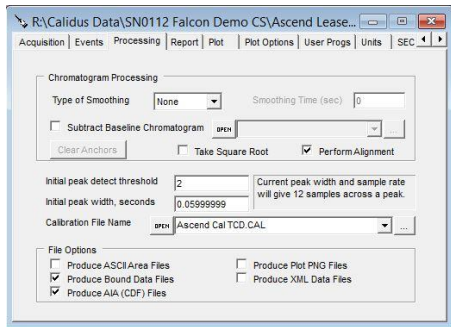 R:\Calidus Data\SN0112 Falcon Demo CS\Ascend Lease...
Acquisition Events Processing Report Plot Plot Options User Progs Units SEC
Chromatogram Processing
Type of Smoothing None Smoothing Time (sec) 0
Subtract Baseline Chromatogram OPEN ...
Clear Anchors Take Square Root Perform Alignment
Initial peak detect threshold 2 Current peak width and sample rate
will give 12 samples across a peak.
Initial peak width, seconds 0.05999999
Calibration File Name OPEN Ascend Cal TCD.CAL ...
File Options
Produce ASCII Area Files Produce Plot PNG Files
Produce Bound Data Files Produce XML Data Files
Produce AIA (CDF) Files